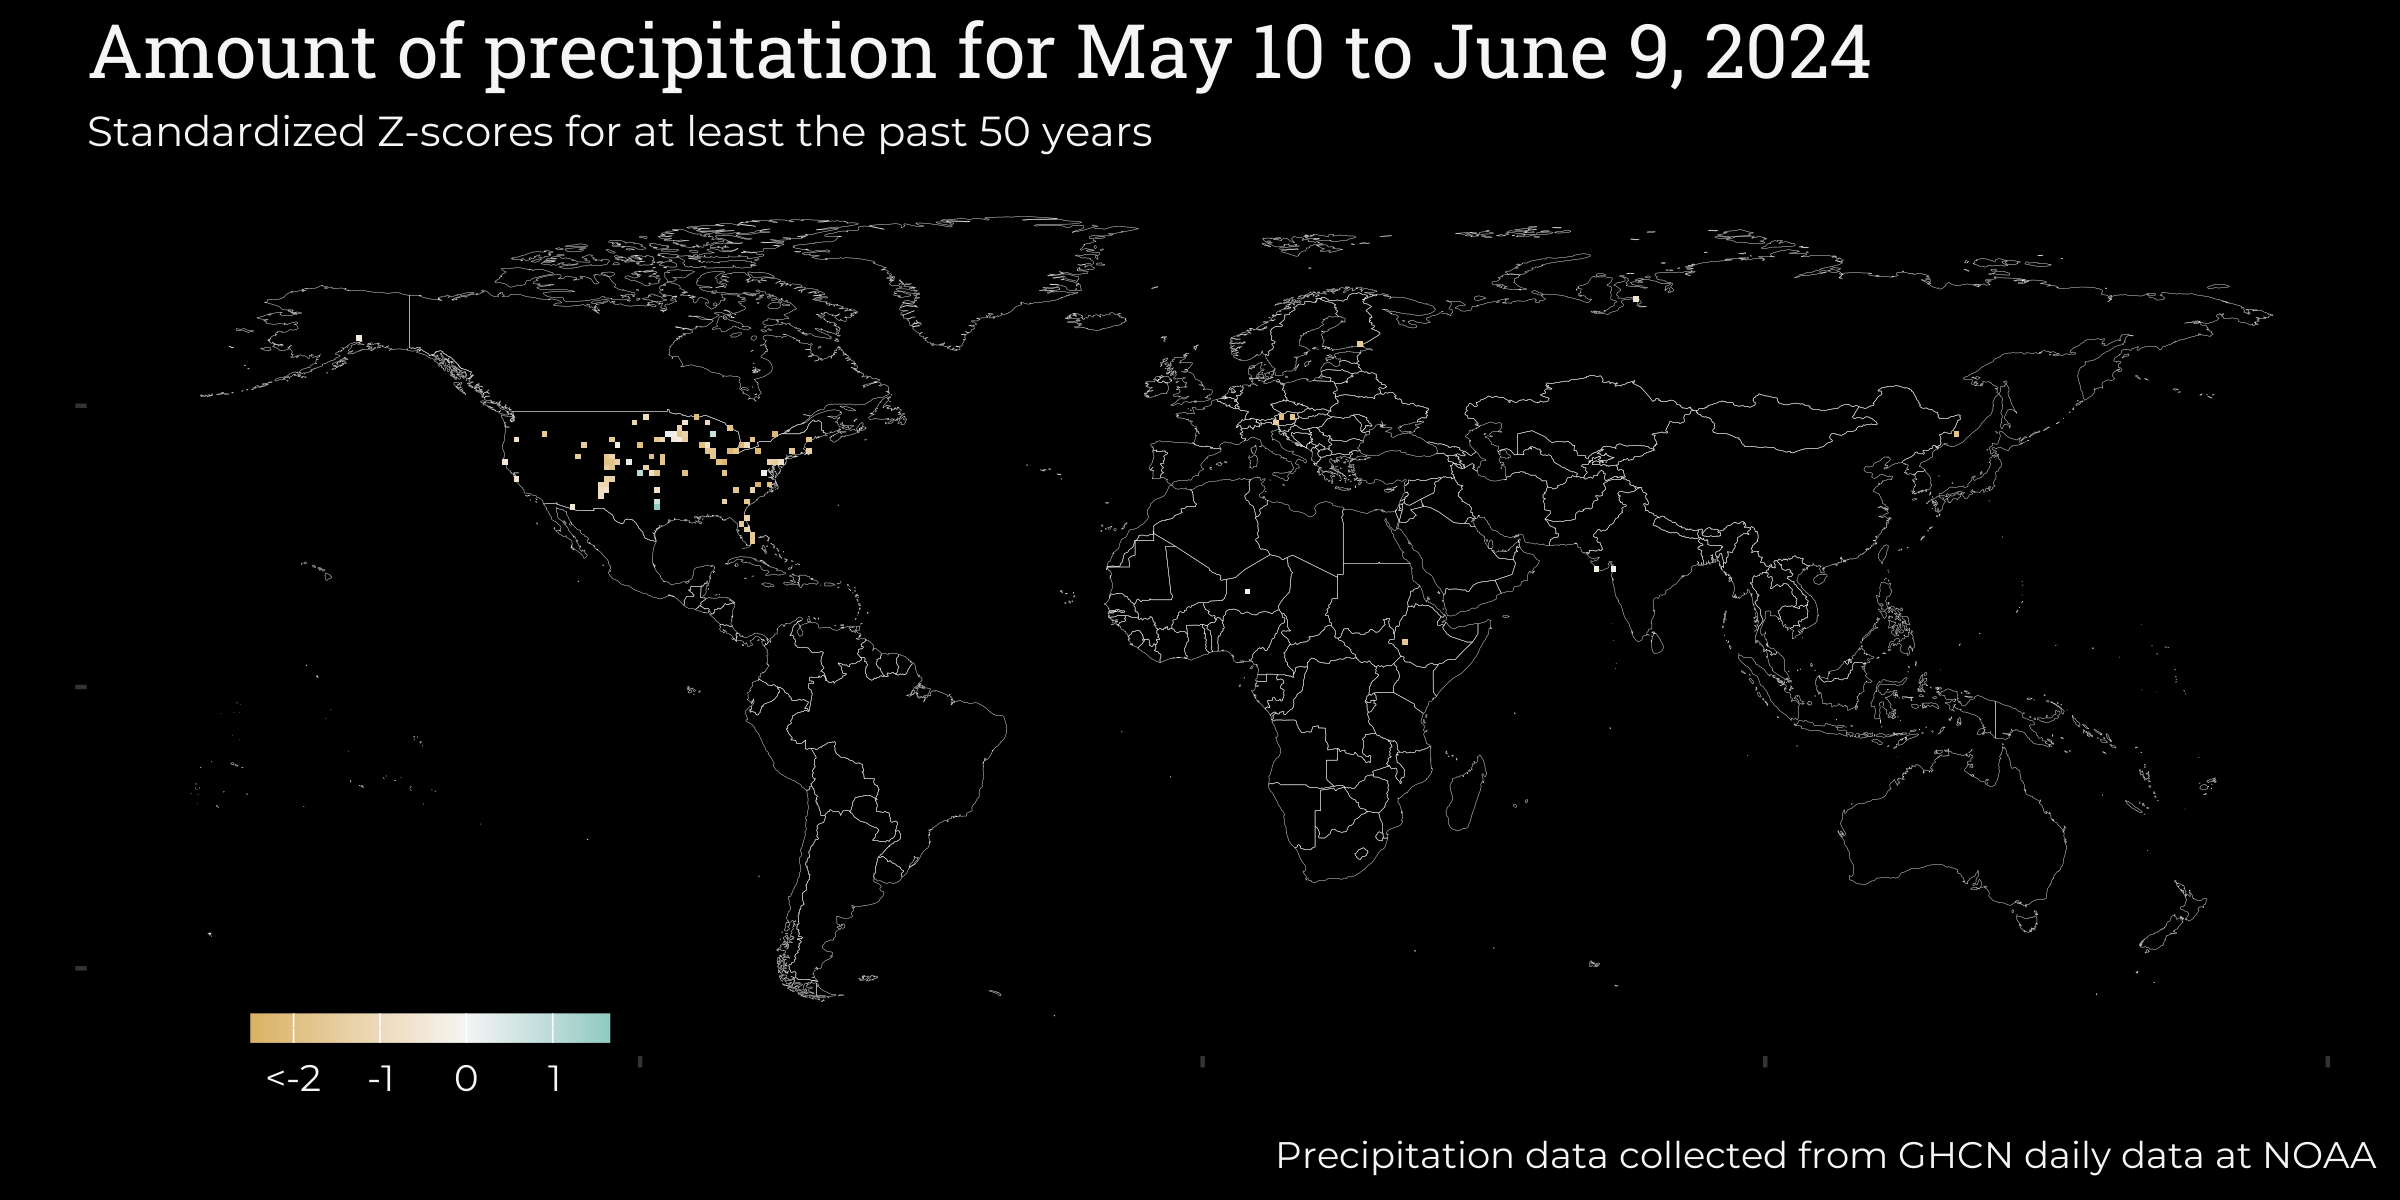 Amount of precipitation for May 10 to June 9, 2024
Standardized Z-scores for at least the past 50 years
<-2 -1 0 1
Precipitation data collected from GHCN daily data at NOAA